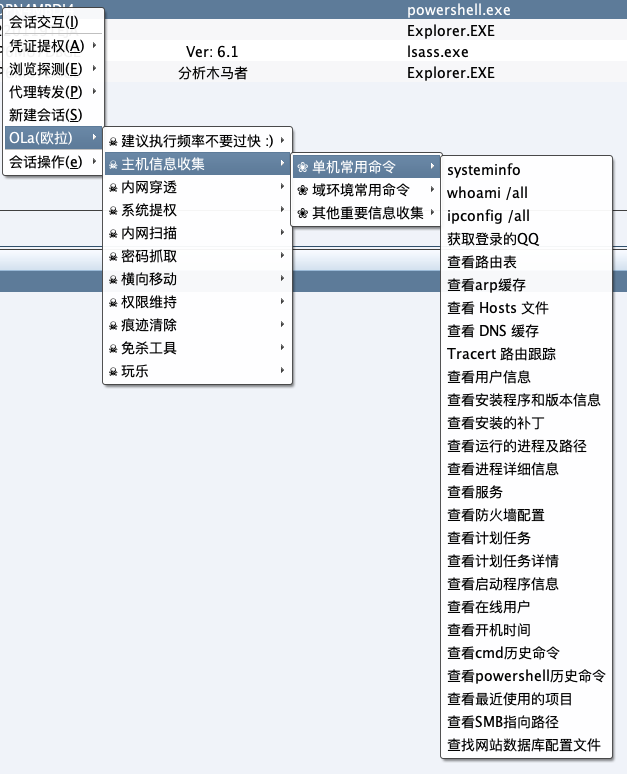 powershell.exe
Explorer.EXE
Ver: 6.1
lsass.exe
分析木马者
Explorer.EXE
会话交互(I)
凭证提权(A)
浏览探测(E)
代理转发(P)
新建会话(S)
OLa(欧拉)
会话操作(e)
建议执行频率不要过快 :)
主机信息收集
内网穿透
系统提权
内网扫描
密码抓取
横向移动
权限维持
痕迹清除
免杀工具
玩乐
单机常用命令
域环境常用命令
其他重要信息收集
systeminfo
whoami /all
ipconfig /all
获取登录的QQ
查看路由表
查看arp缓存
查看 Hosts 文件
查看 DNS 缓存
Tracert 路由跟踪
查看用户信息
查看安装程序和版本信息
查看安装的补丁
查看运行的进程及路径
查看进程详细信息
查看服务
查看防火墙配置
查看计划任务
查看计划任务详情
查看启动程序信息
查看在线用户
查看开机时间
查看cmd历史命令
查看powershell历史命令
查看最近使用的项目
查看SMB指向路径
查找网站数据库配置文件